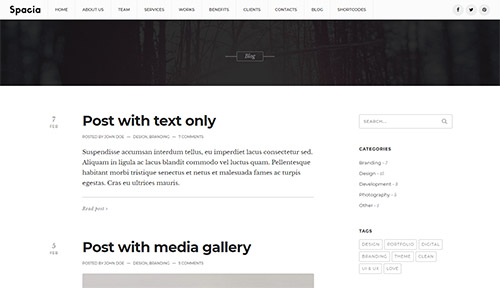 Spacia HOME ABOUT US TEAM SERVICES WORKS BENEFITS CLIENTS CONTACTS BLOG SHORTCODES
Blog
7
FEB
Post with text only
POSTED BY JOHN DOE — DESIGN, BRANDING — 7 COMMENTS
Suspendisse accumsan interdum tellus, eu imperdiet lacus consectetur sed.
Aliquam in ligula ac lacus blandit commodo vel luctus quam. Pellentesque
habitant morbi tristique senectus et netus et malesuada fames ac turpis
egestas. Cras eu ultrices mauris.
Read post »
SEARCH...
CATEGORIES
Branding - 7
Design -
Development -
Photography -
Other -
TAGS
DESIGN PORTFOLIO DIGITAL
BRANDING THEME CLEAN
UI & UX LOVE
5
FEB
Post with media gallery
POSTED BY JOHN DOE — DESIGN, BRANDING — COMMENTS